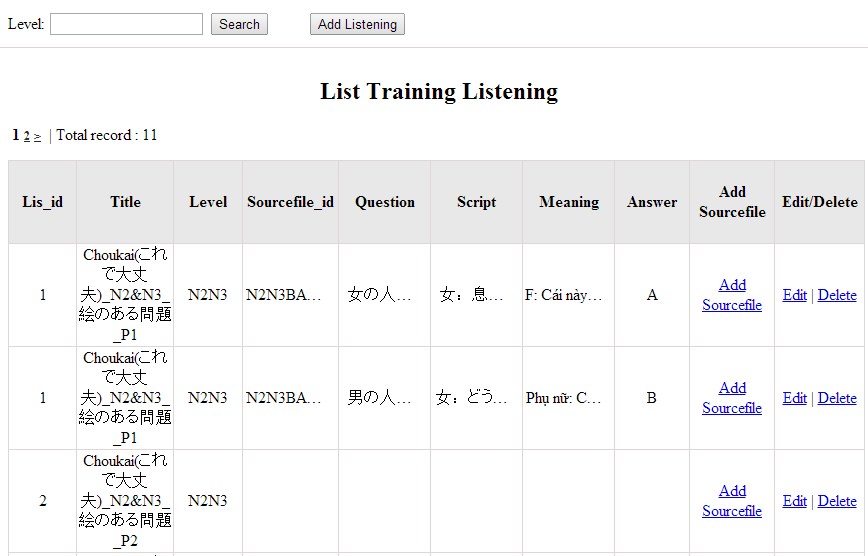 Level: Search Add Listening
List Training Listening
1 2 > | Total record : 11
Lis_id Title Level Sourcefile_id Question Script Meaning Answer Add Sourcefile Edit/Delete
1 Choukai(これで大丈夫)_N2&N3_絵のある問題_P1 N2N3 N2N3BA... 女の人... 女：息... F: Cái này... A Add Sourcefile Edit | Delete
1 Choukai(これで大丈夫)_N2&N3_絵のある問題_P1 N2N3 N2N3BA... 男の人... 女：どう... Phụ nữ: C... B Add Sourcefile Edit | Delete
2 Choukai(これで大丈夫)_N2&N3_絵のある問題_P2 N2N3 Add Sourcefile Edit | Delete